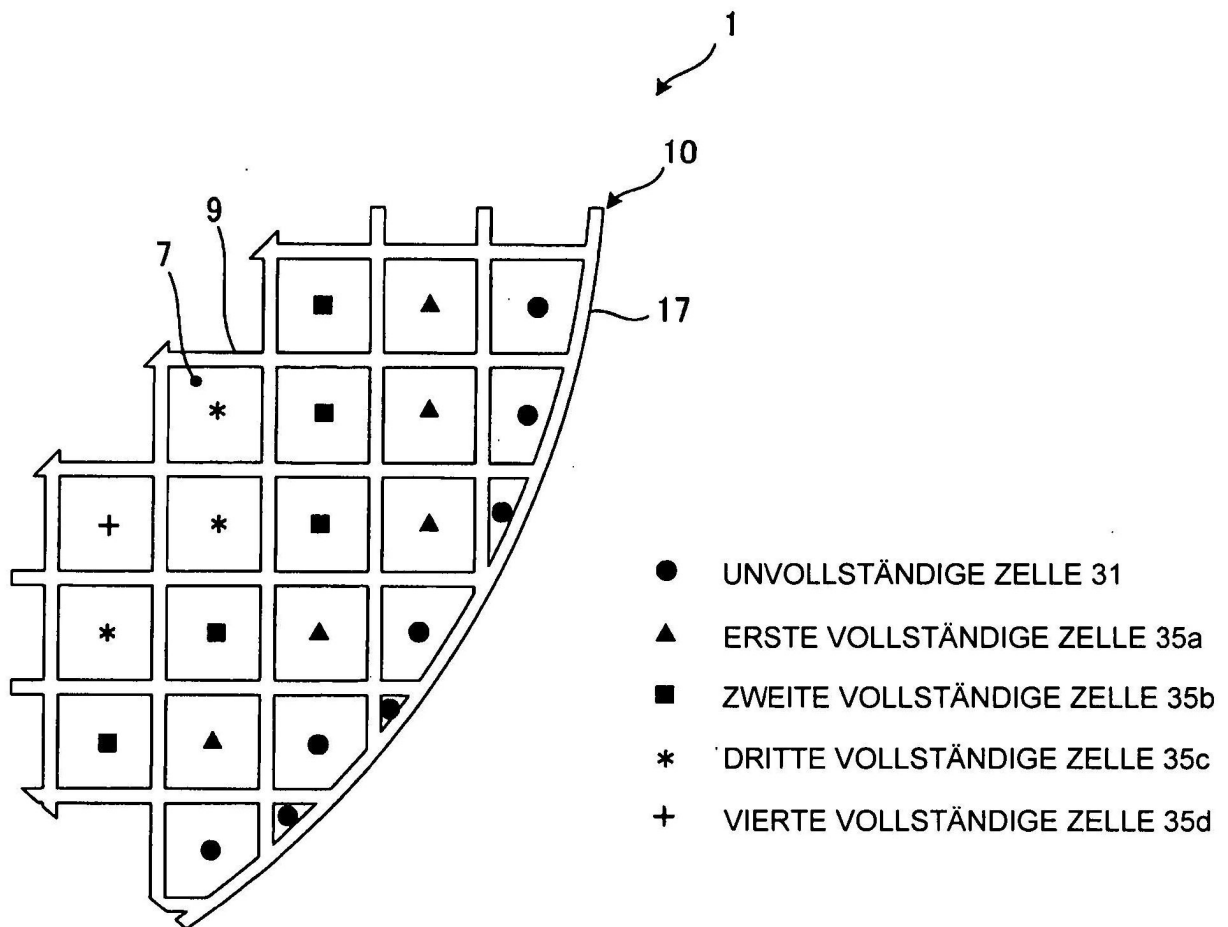 1
10
9
7
17
● UNVOLLSTÄNDIGE ZELLE 31
▲ ERSTE VOLLSTÄNDIGE ZELLE 35a
■ ZWEITE VOLLSTÄNDIGE ZELLE 35b
* DRITTE VOLLSTÄNDIGE ZELLE 35c
+ VIERTE VOLLSTÄNDIGE ZELLE 35d